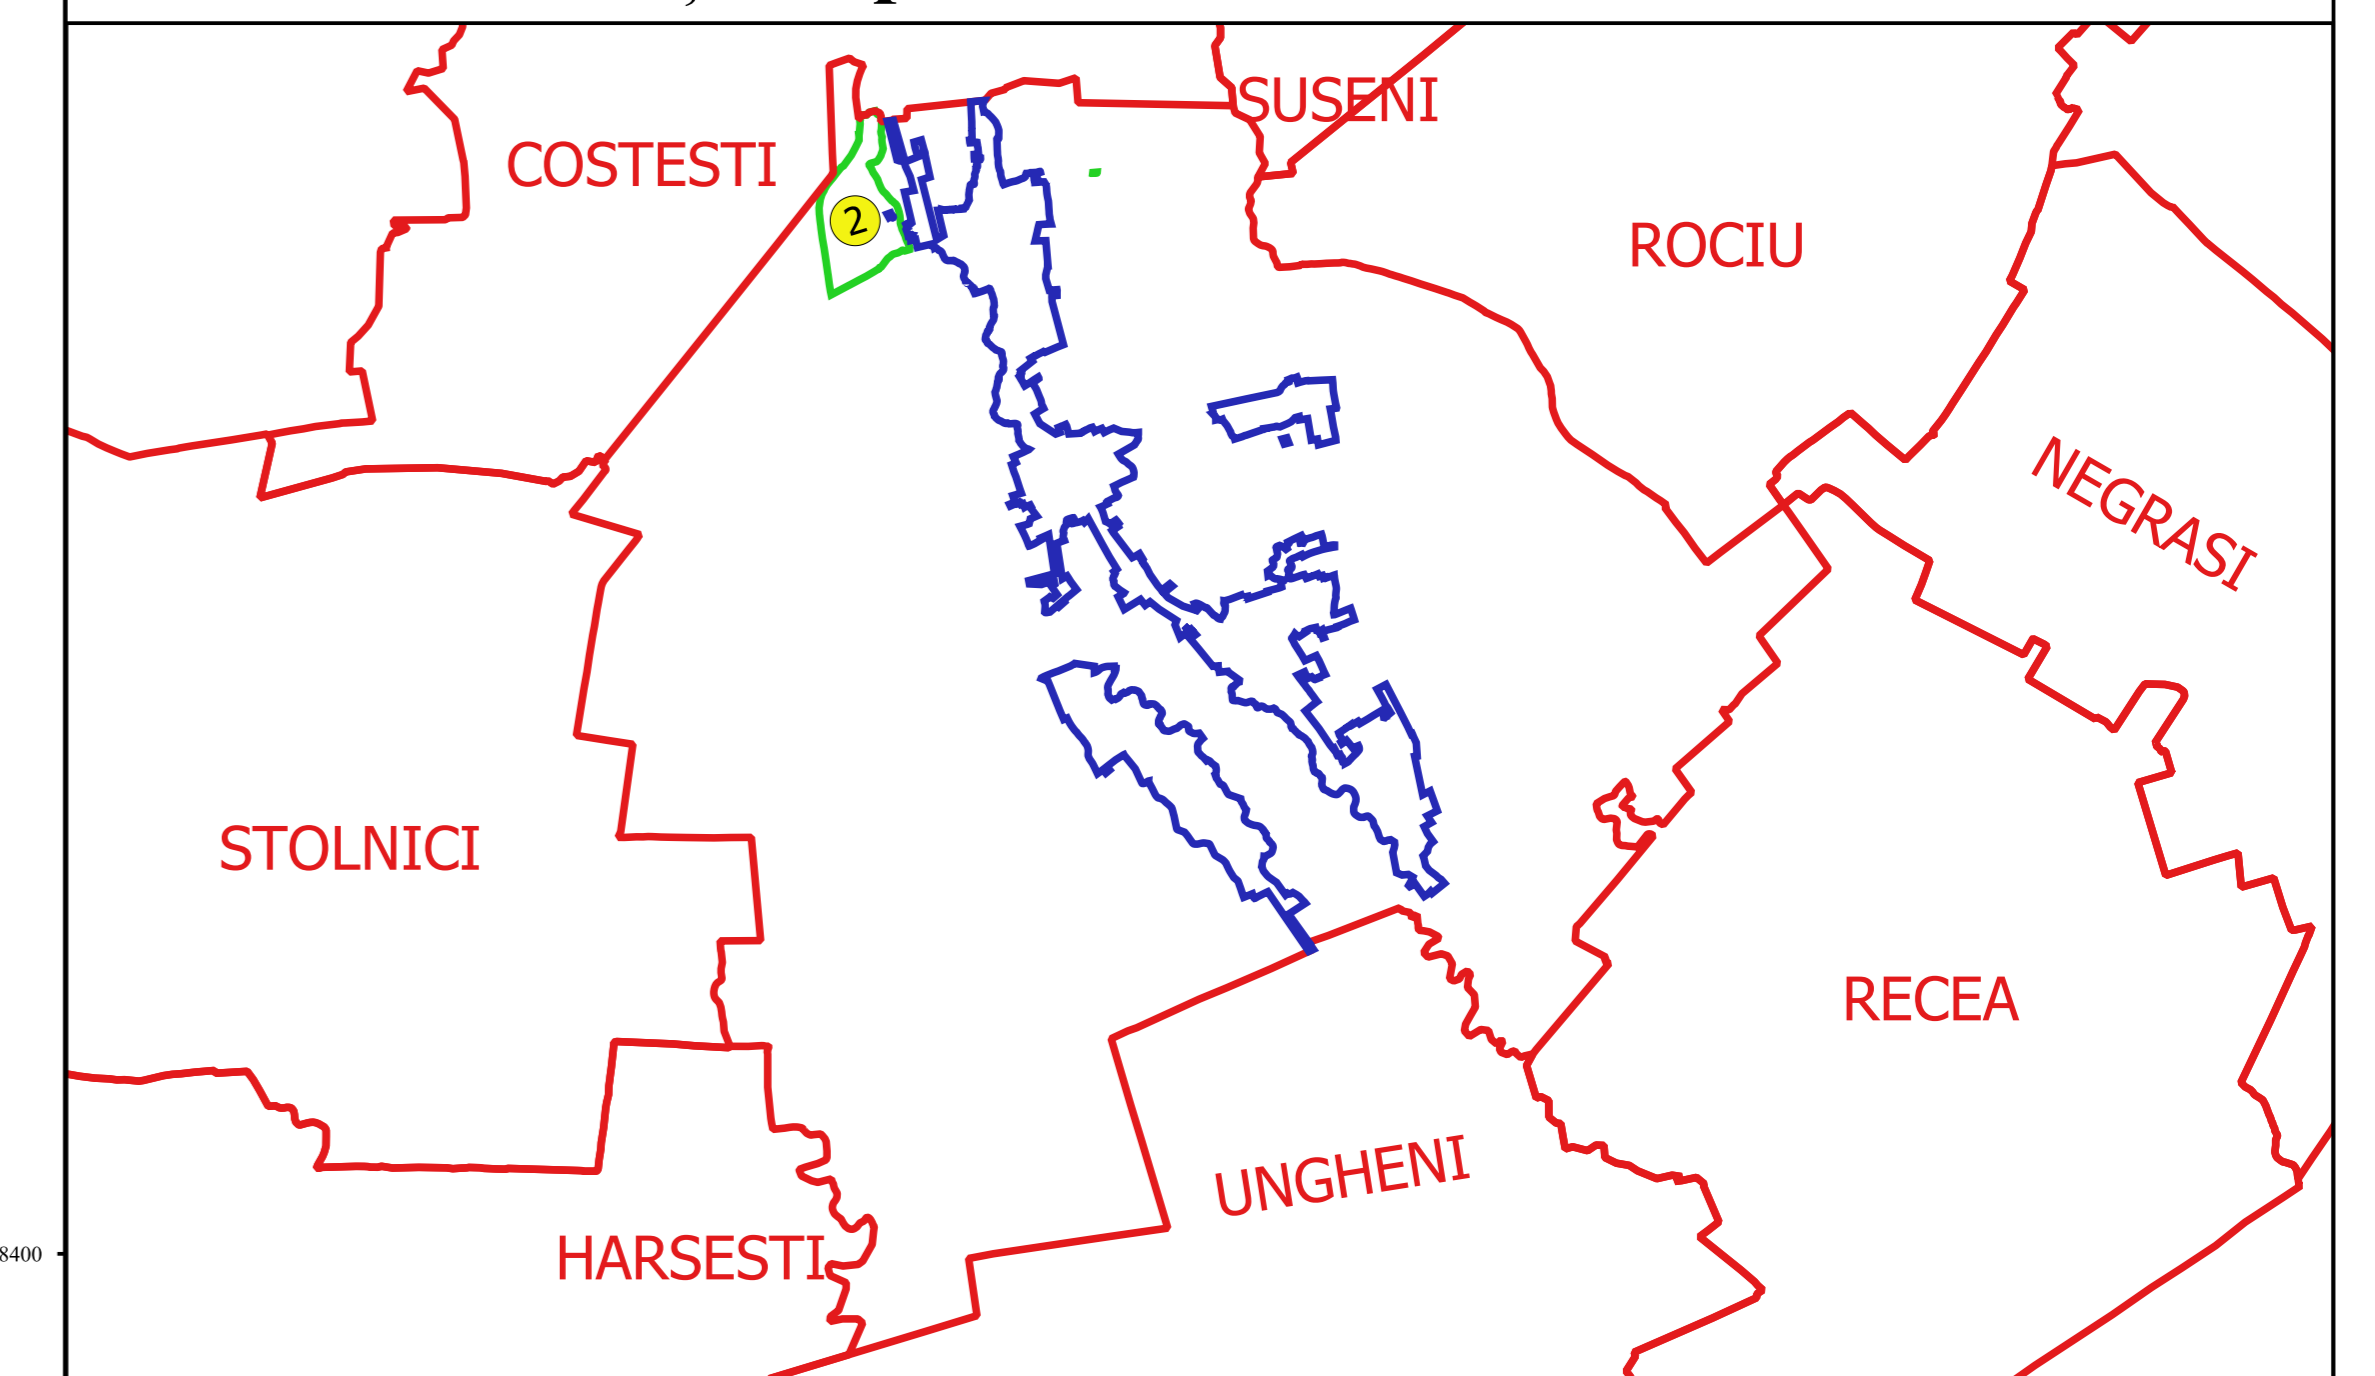 SUSENI
COSTESTI
2
ROCIU
NEGRASI
STOLNICI
RECEA
UNGHENI
HARSESTI
8400